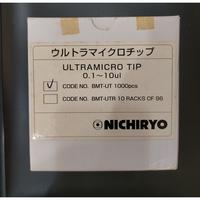 ウルトラマイクロチップ
ULTRAMICRO TIP
0.1～10ul
CODE NO. BMT-UT 1000pcs
CODE NO. BMT-UTR 10 RACKS OF 96
NICHIRYO